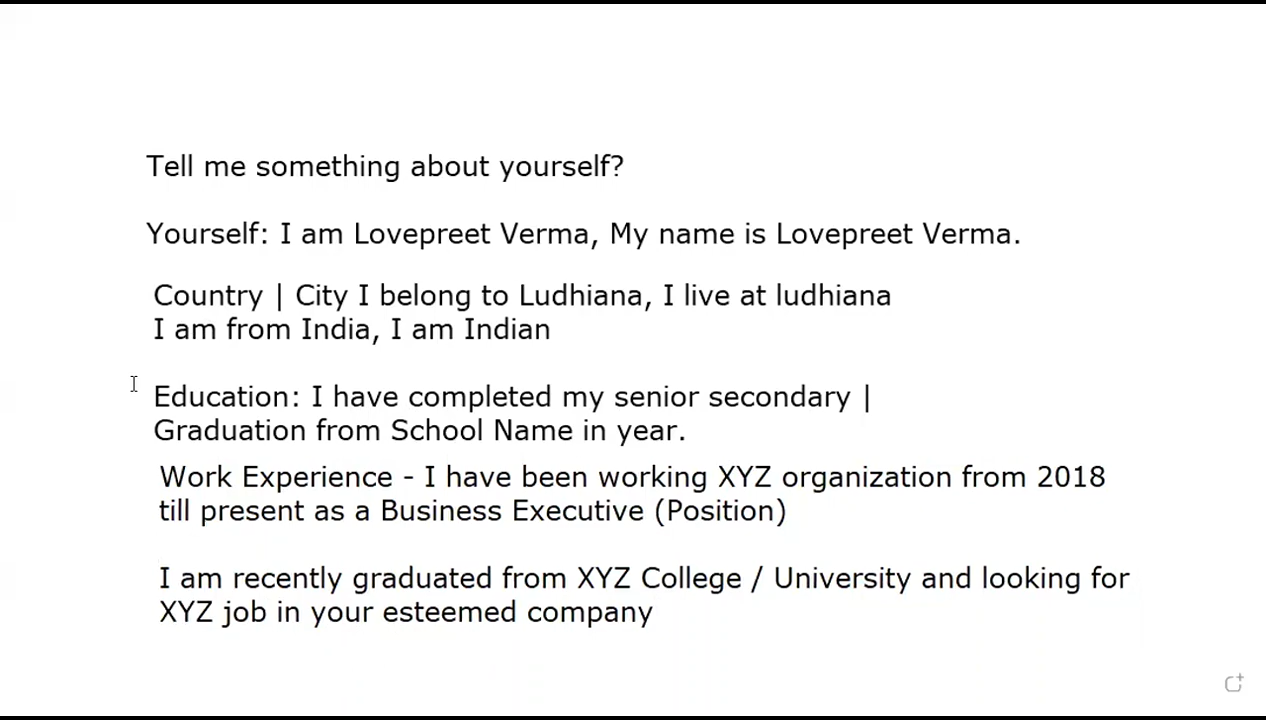 Tell me something about yourself?
Yourself: I am Lovepreet Verma, My name is Lovepreet Verma.
Country | City I belong to Ludhiana, I live at ludhiana
I am from India, I am Indian
Education: I have completed my senior secondary |
Graduation from School Name in year.
Work Experience - I have been working XYZ organization from 2018
till present as a Business Executive (Position)
I am recently graduated from XYZ College / University and looking for
XYZ job in your esteemed company